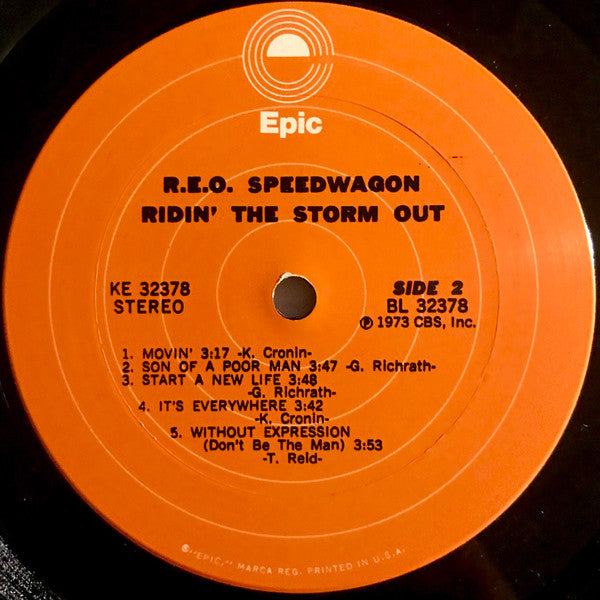 Epic
R.E.O. SPEEDWAGON
RIDIN' THE STORM OUT
KE 32378
STEREO
SIDE 2
BL 32378
Ⓟ 1973 CBS, Inc.
1. MOVIN' 3:17 -K. Cronin-
2. SON OF A POOR MAN 3:47 -G. Richrath-
3. START A NEW LIFE 3:48
-G. Richrath-
4. IT'S EVERYWHERE 3:42
-K. Cronin-
5. WITHOUT EXPRESSION
(Don't Be The Man) 3:53
-T. Reid-
"EPIC," MARCA REG. PRINTED IN U.S.A.